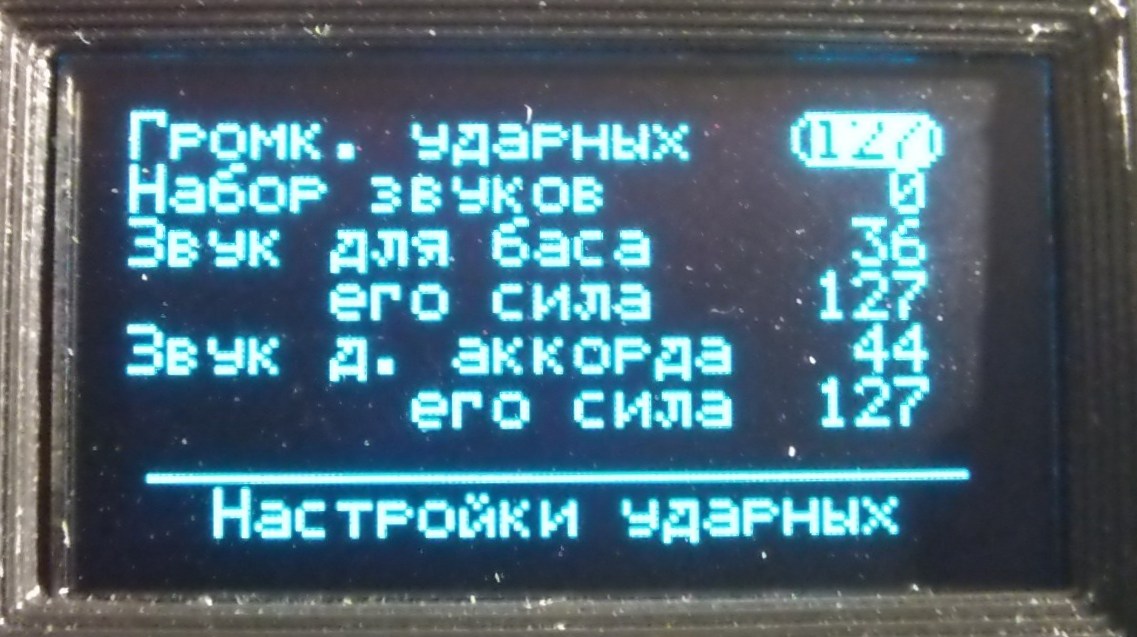 Громк. ударных 127
Набор звуков 0
Звук для баса 36
его сила 127
Звук д. аккорда 44
его сила 127
Настройки ударных